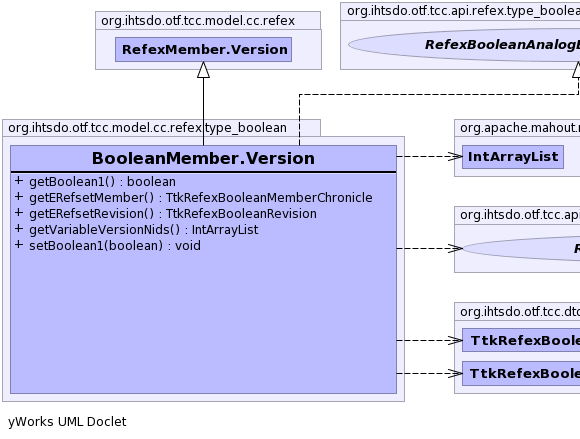 org.ihtsdo.otf.tcc.model.cc.refex
RefexMember.Version
org.ihtsdo.otf.tcc.api.refex.type_boolea
RefexBooleanAnalogB
org.ihtsdo.otf.tcc.model.cc.refex.type_boolean
BooleanMember.Version
+ getBoolean1() : boolean
+ getERefsetMember() : TtkRefexBooleanMemberChronicle
+ getERefsetRevision() : TtkRefexBooleanRevision
+ getVariableVersionNids() : IntArrayList
+ setBoolean1(boolean) : void
org.apache.mahout.
IntArrayList
org.ihtsdo.otf.tcc.api
R
org.ihtsdo.otf.tcc.dto
TtkRefexBoole
TtkRefexBoole
yWorks UML Doclet